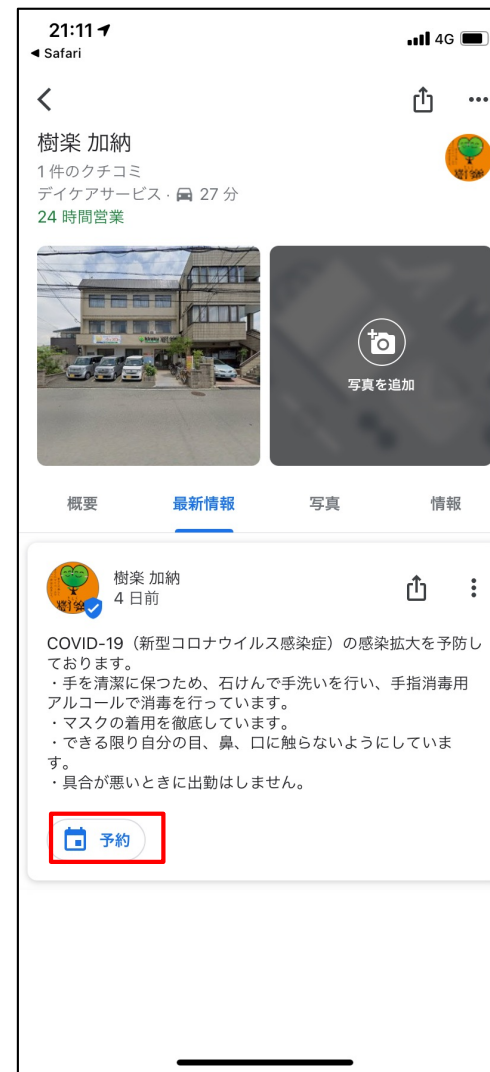 21:11
◀ Safari
4G
樹楽 加納
1 件のクチコミ
デイケアサービス · 27 分
24 時間営業
写真を追加
概要
最新情報
写真
情報
樹楽 加納
4 日前
COVID-19（新型コロナウイルス感染症）の感染拡大を予防し
ております。
・手を清潔に保つため、石けんで手洗いを行い、手指消毒用
アルコールで消毒を行っています。
・マスクの着用を徹底しています。
・できる限り自分の目、鼻、口に触らないようにしていま
す。
・具合が悪いときに出勤はしません。
予約